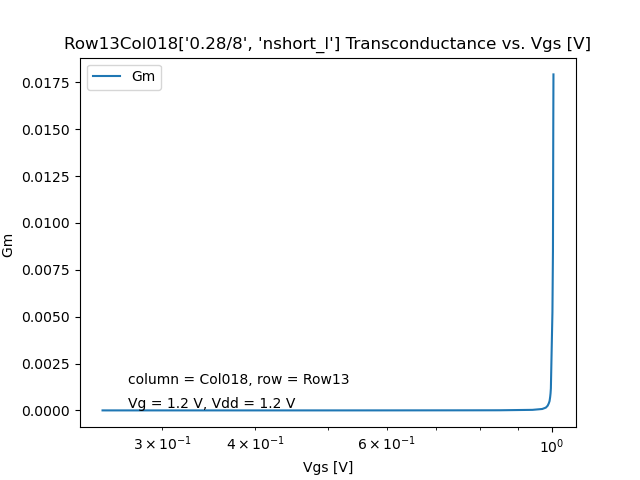 Row13Col018['0.28/8', 'nshort_l'] Transconductance vs. Vgs [V]
Gm
0.0175
0.0150
0.0125
0.0100
0.0075
0.0050
0.0025
0.0000
Gm
column = Col018, row = Row13
Vg = 1.2 V, Vdd = 1.2 V
3 × 10⁻¹
4 × 10⁻¹
6 × 10⁻¹
10⁰
Vgs [V]